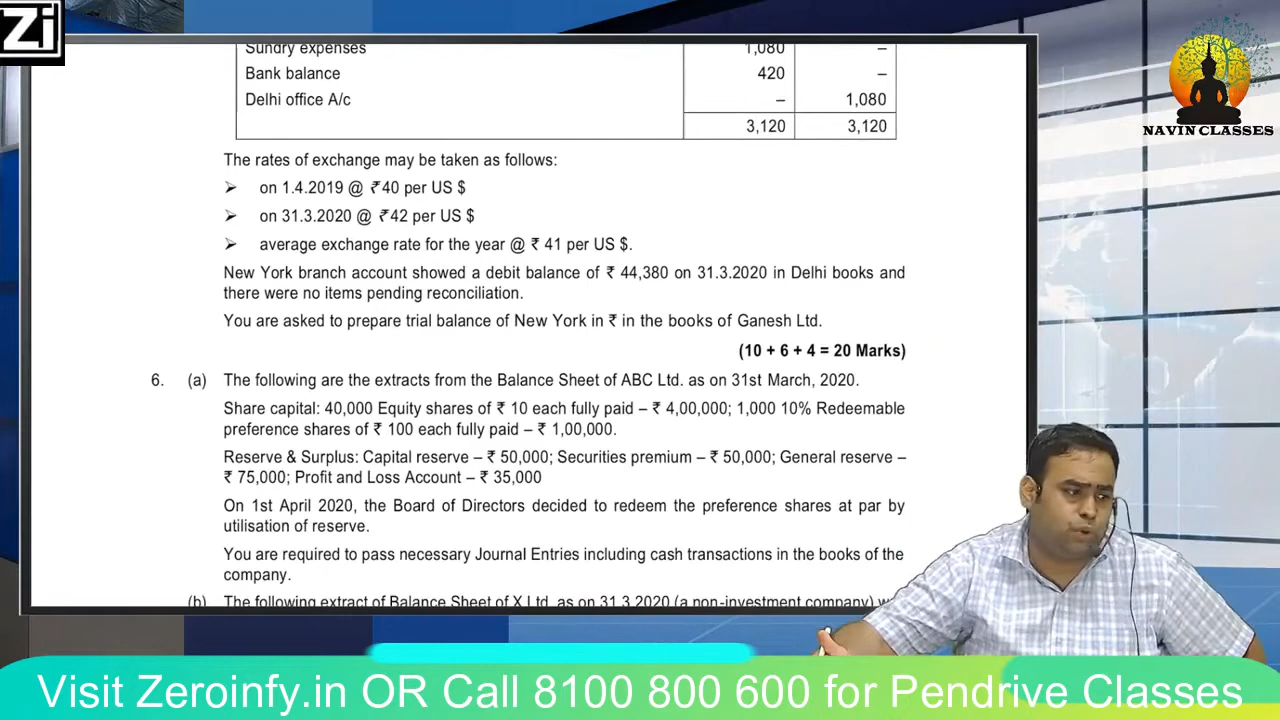 Zi
NAVIN CLASSES
Sundry expenses 1,080 –
Bank balance 420 –
Delhi office A/c – 1,080
3,120 3,120
The rates of exchange may be taken as follows:
➢ on 1.4.2019 @ ₹40 per US $
➢ on 31.3.2020 @ ₹42 per US $
➢ average exchange rate for the year @ ₹ 41 per US $.
New York branch account showed a debit balance of ₹ 44,380 on 31.3.2020 in Delhi books and
there were no items pending reconciliation.
You are asked to prepare trial balance of New York in ₹ in the books of Ganesh Ltd.
(10 + 6 + 4 = 20 Marks)
6. (a) The following are the extracts from the Balance Sheet of ABC Ltd. as on 31st March, 2020.
Share capital: 40,000 Equity shares of ₹ 10 each fully paid – ₹ 4,00,000; 1,000 10% Redeemable
preference shares of ₹ 100 each fully paid – ₹ 1,00,000.
Reserve & Surplus: Capital reserve – ₹ 50,000; Securities premium – ₹ 50,000; General reserve –
₹ 75,000; Profit and Loss Account – ₹ 35,000
On 1st April 2020, the Board of Directors decided to redeem the preference shares at par by
utilisation of reserve.
You are required to pass necessary Journal Entries including cash transactions in the books of the
company.
(b) The following extract of Balance Sheet of X Ltd. as on 31.3.2020 (a non-investment company)
Visit Zeroinfy.in OR Call 8100 800 600 for Pendrive Classes